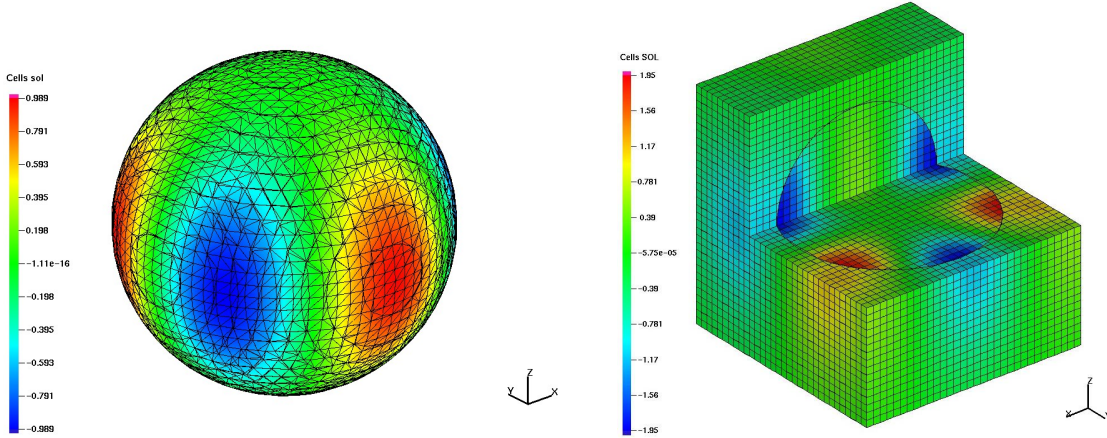 Cells sol
0.989
0.791
0.593
0.395
0.198
-1.11e-16
-0.198
-0.395
-0.593
-0.791
-0.989
Z
Y
X
Cells SOL
1.95
1.56
1.17
0.781
0.39
-5.75e-05
-0.39
-0.781
-1.17
-1.56
-1.95
Z
X
Y